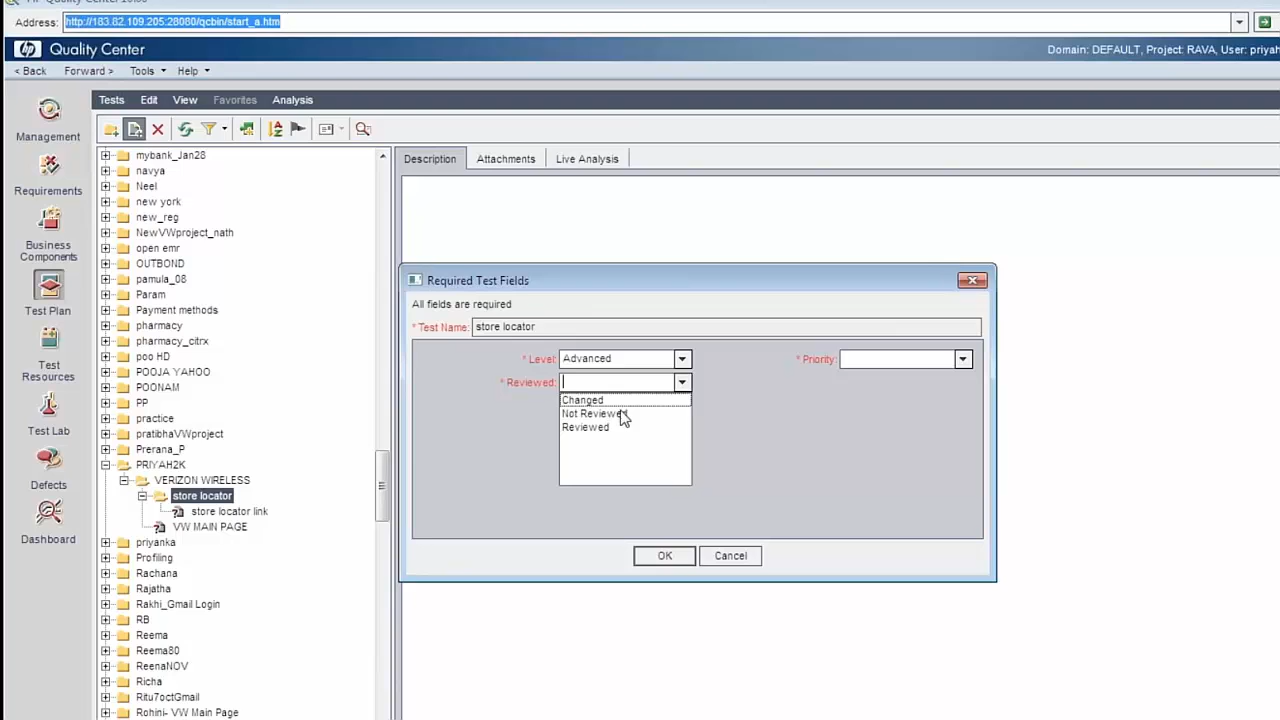 Address: http://183.82.109.205:28080/qcbin/start_a.htm
hp Quality Center
Domain: DEFAULT, Project: RAVA, User: priyah
< Back Forward > Tools Help
Tests Edit View Favorites Analysis
Management
Requirements
Business Components
Test Plan
Test Resources
Test Lab
Defects
Dashboard
mybank_Jan28
navya
Neel
new york
new_reg
NewVWproject_nath
open emr
OUTBOND
pamula_08
Param
Payment methods
pharmacy
pharmacy_citrx
poo HD
POOJA YAHOO
POONAM
PP
practice
pratibhaVWproject
Prerana_P
PRIYAH2K
VERIZON WIRELESS
store locator
store locator link
VW MAIN PAGE
priyanka
Profiling
Rachana
Rajatha
Rakhi_Gmail Login
RB
Reema
Reema80
ReenaNOV
Richa
Ritu7octGmail
Rohini- VW Main Page
Description Attachments Live Analysis
Required Test Fields
All fields are required
* Test Name: store locator
* Level: Advanced * Priority:
* Reviewed:
Changed
Not Reviewed
Reviewed
OK Cancel